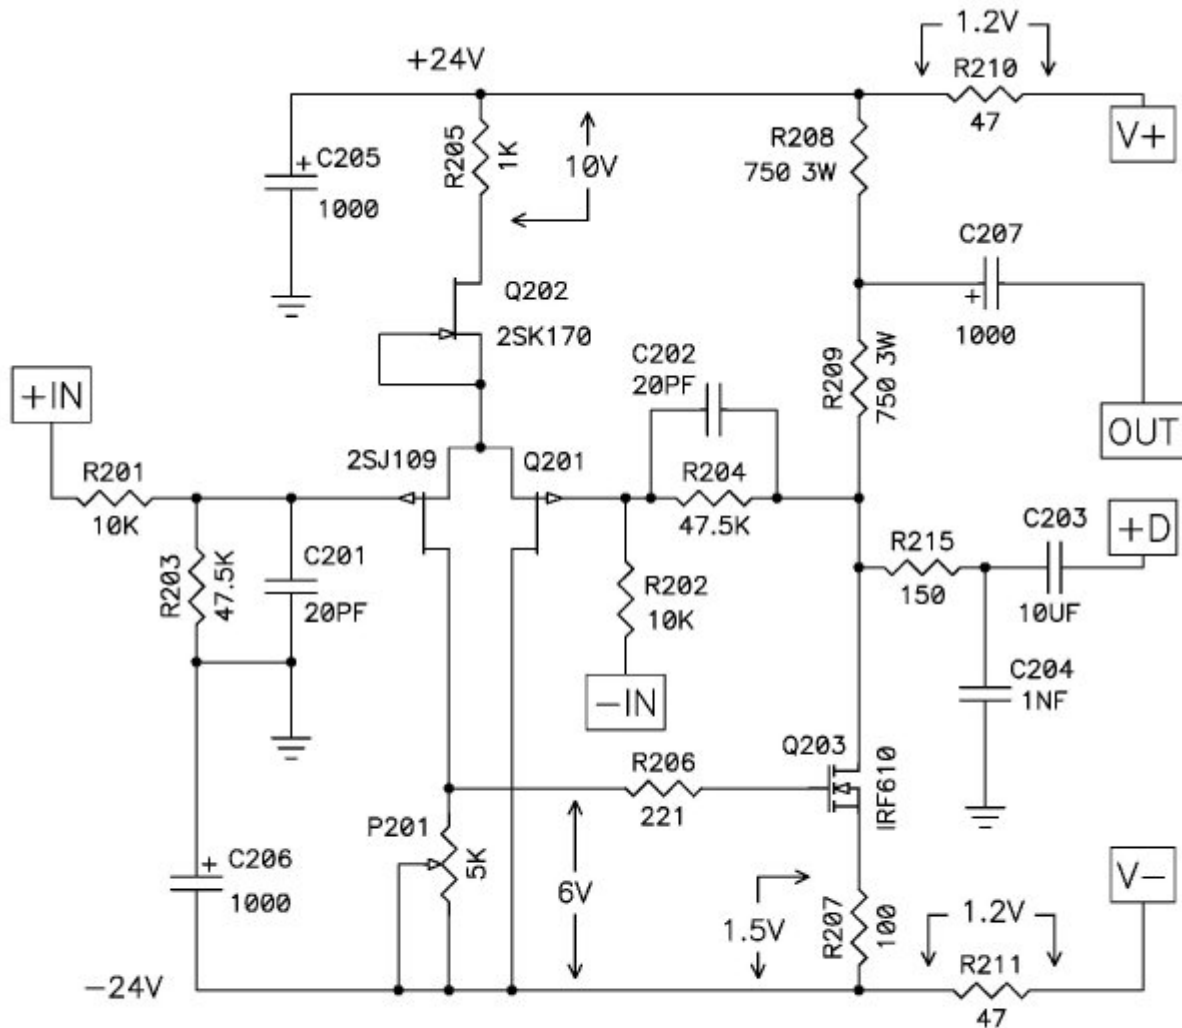 1.2V
+24V
R210
47
V+
R208
750 3W
R205
1K
10V
+
C205
1000
C207
+
1000
Q202
2SK170
C202
20PF
R209
750 3W
+IN
OUT
R201
10K
2SJ109
Q201
R204
47.5K
C203
10UF
+D
R215
150
R203
47.5K
C201
20PF
R202
10K
C204
1NF
-IN
Q203
IRF610
R206
221
P201
5K
+
C206
1000
6V
1.5V
R207
100
1.2V
V-
-24V
R211
47